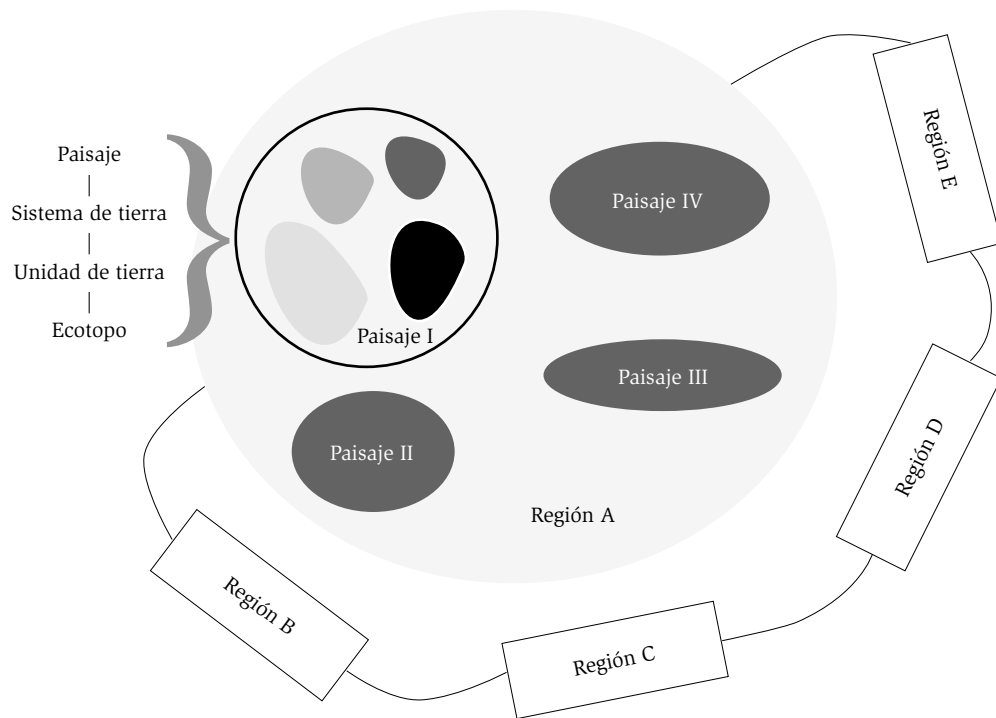 Paisaje
|
Sistema de tierra
|
Unidad de tierra
|
Ecotopo
Paisaje I
Paisaje II
Paisaje III
Paisaje IV
Región A
Región B
Región C
Región D
Región E